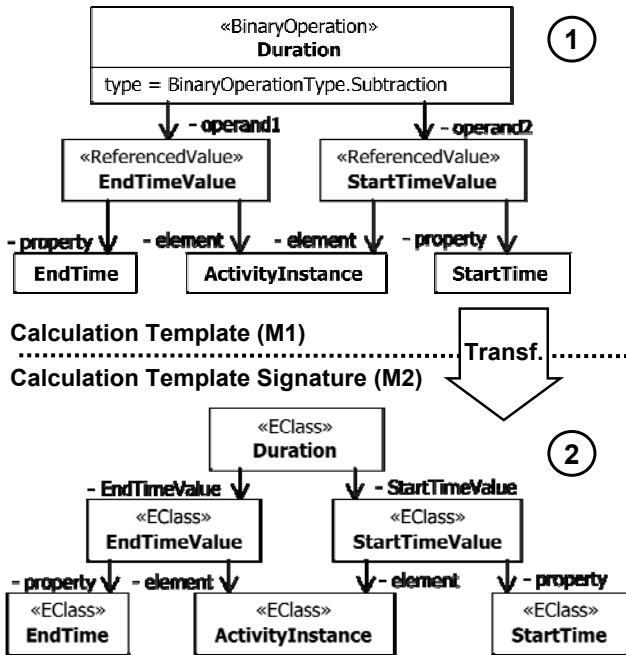 «BinaryOperation»
Duration
1
type = BinaryOperationType.Subtraction
- operand1
- operand2
«ReferencedValue»
EndTimeValue
«ReferencedValue»
StartTimeValue
- property
- element
- element
- property
EndTime
ActivityInstance
StartTime
Calculation Template (M1)
Transf.
Calculation Template Signature (M2)
«EClass»
Duration
2
- EndTimeValue
- StartTimeValue
«EClass»
EndTimeValue
«EClass»
StartTimeValue
- property
- element
- element
- property
«EClass»
EndTime
«EClass»
ActivityInstance
«EClass»
StartTime